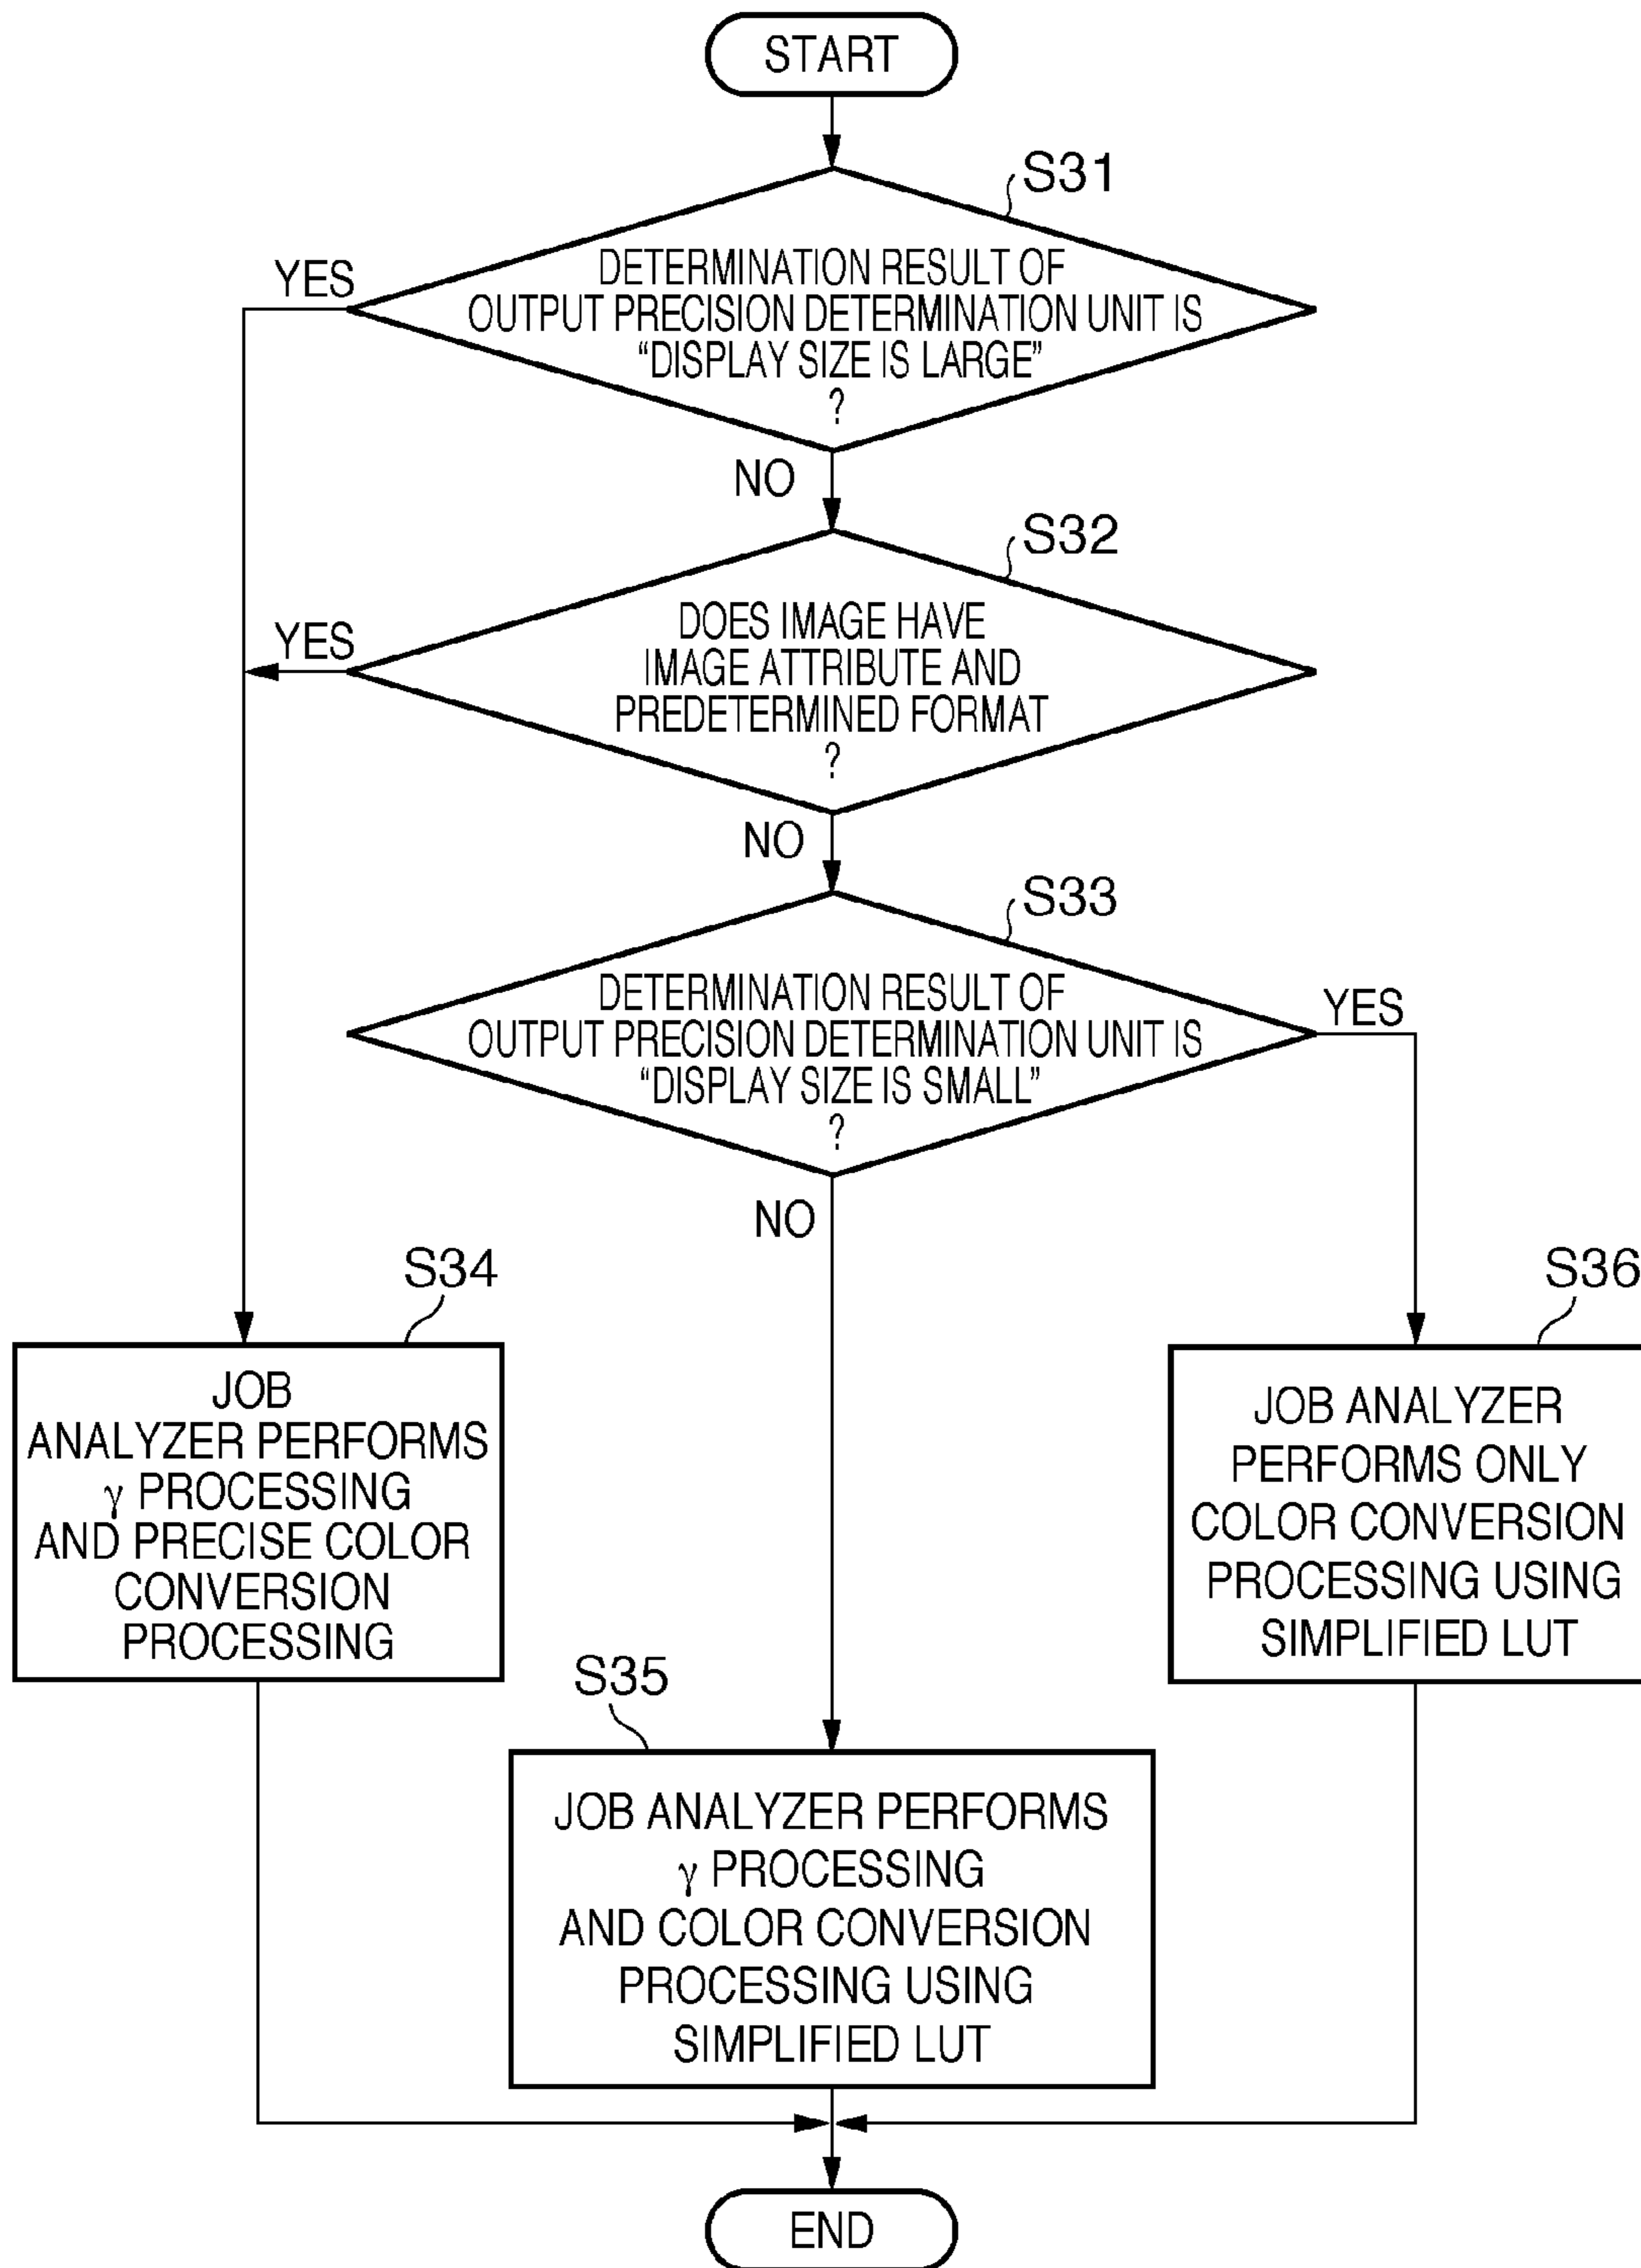 START
S31
DETERMINATION RESULT OF
OUTPUT PRECISION DETERMINATION UNIT IS
“DISPLAY SIZE IS LARGE”
?
YES
NO
S32
DOES IMAGE HAVE
IMAGE ATTRIBUTE AND
PREDETERMINED FORMAT
?
YES
NO
S33
DETERMINATION RESULT OF
OUTPUT PRECISION DETERMINATION UNIT IS
“DISPLAY SIZE IS SMALL”
?
YES
NO
S34
JOB
ANALYZER PERFORMS
γ PROCESSING
AND PRECISE COLOR
CONVERSION
PROCESSING
S36
JOB ANALYZER
PERFORMS ONLY
COLOR CONVERSION
PROCESSING USING
SIMPLIFIED LUT
S35
JOB ANALYZER PERFORMS
γ PROCESSING
AND COLOR CONVERSION
PROCESSING USING
SIMPLIFIED LUT
END